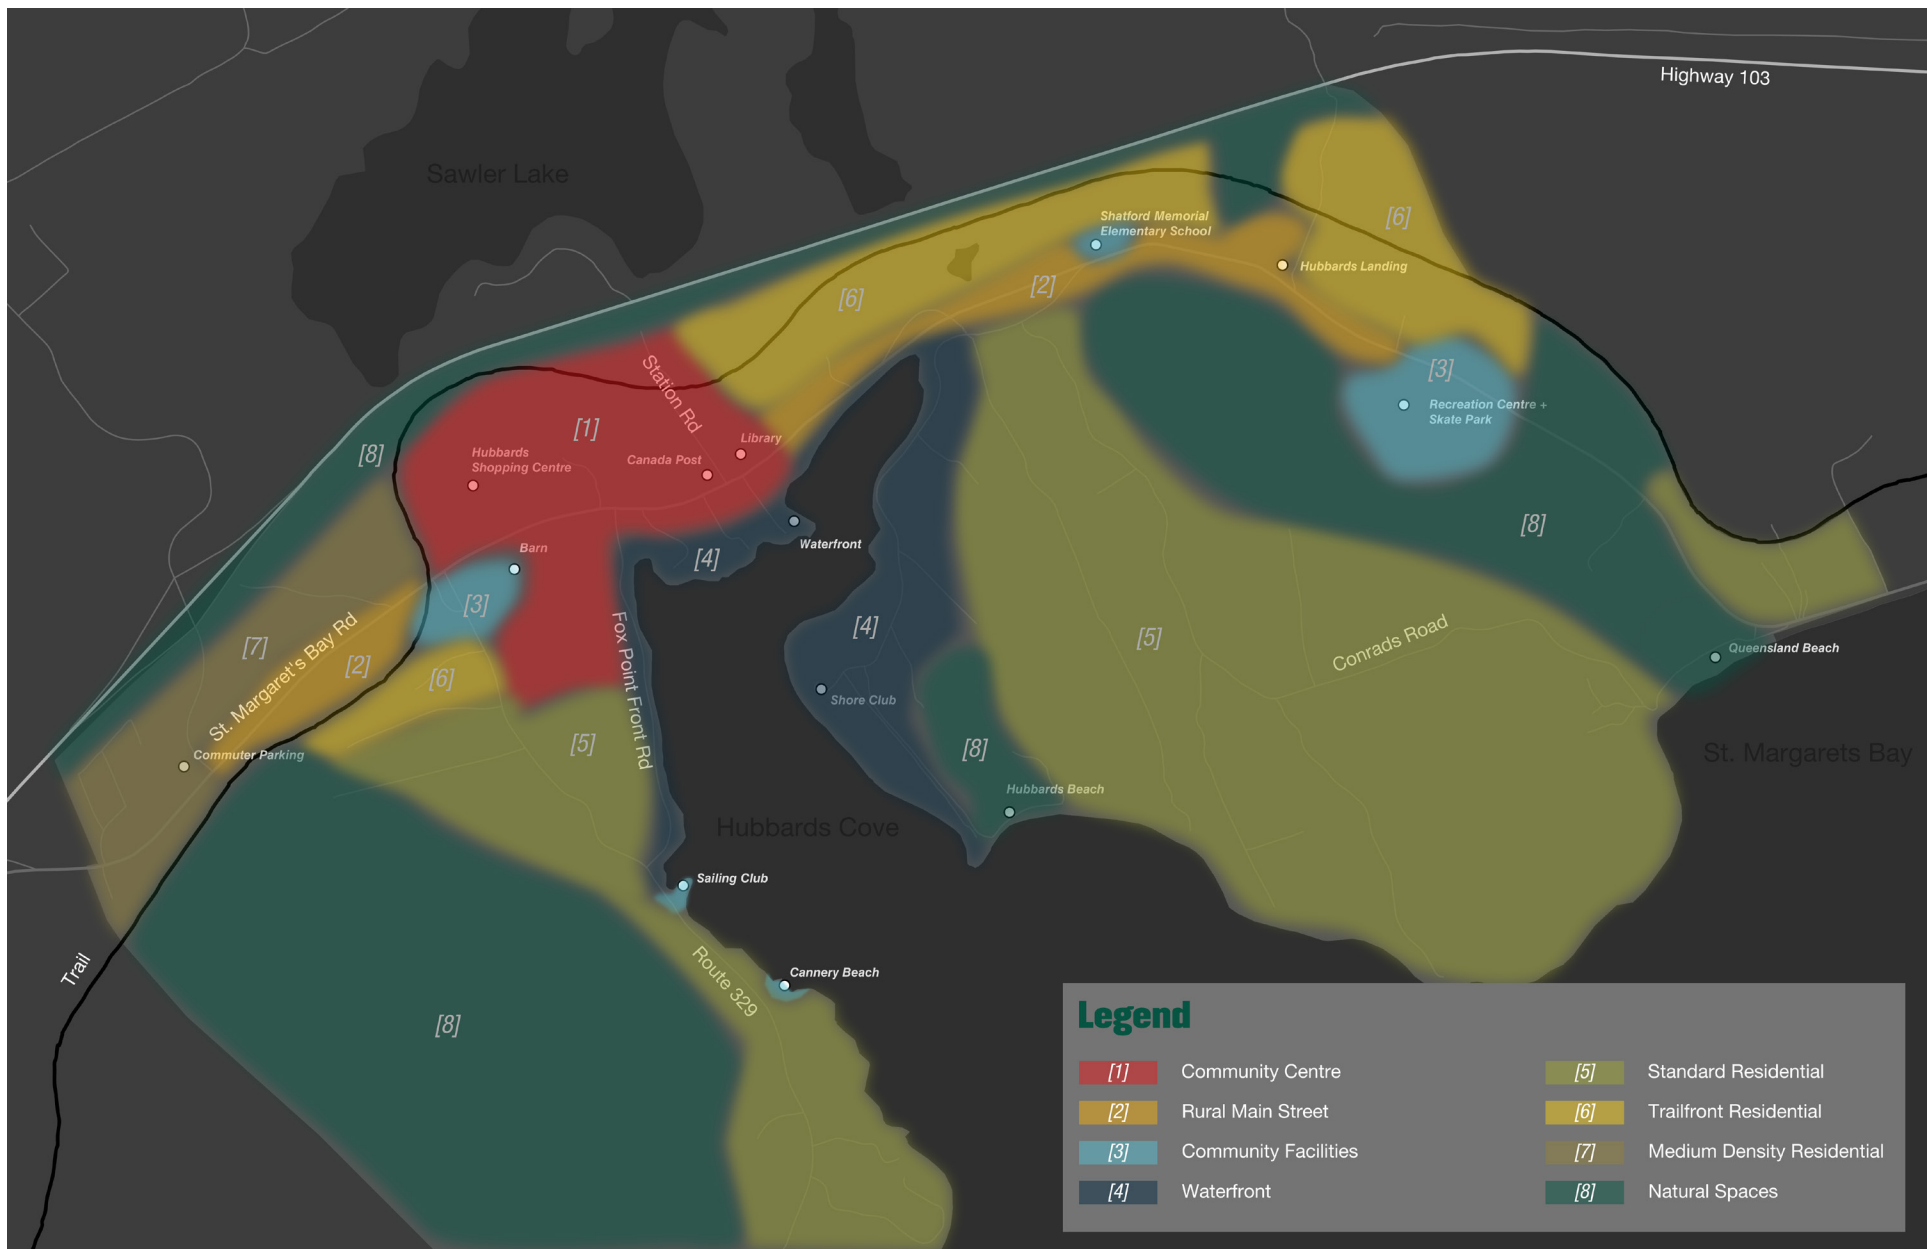 Highway 103
Sawler Lake
Shatford Memorial
Elementary School
[6]
Hubbards Landing
[2]
[6]
Station Rd
[3]
Recreation Centre +
Skate Park
[1]
Library
[8]
Hubbards
Shopping Centre
Canada Post
[8]
Waterfront
Barn
[4]
[3]
[4]
[5]
Conrads Road
Queensland Beach
[7]
St. Margaret's Bay Rd
[2]
[6]
Fox Point Front Rd
Shore Club
[5]
[8]
Commuter Parking
St. Margarets Bay
Hubbards Beach
Hubbards Cove
Sailing Club
Trail
Route 329
Cannery Beach
[8]
Legend
[1] Community Centre
[2] Rural Main Street
[3] Community Facilities
[4] Waterfront
[5] Standard Residential
[6] Trailfront Residential
[7] Medium Density Residential
[8] Natural Spaces